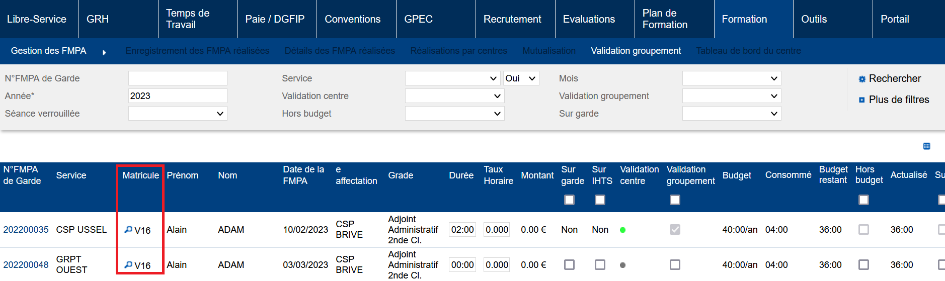 Libre-Service GRH Temps de Travail Paie / DGFIP Conventions GPEC Recrutement Evaluations Plan de Formation Formation Outils Portail
Gestion des FMPA Enregistrement des FMPA réalisées Détails des FMPA réalisées Réalisations par centres Mutualisation Validation groupement Tableau de bord du centre
N°FMPA de Garde Service Oui Mois Rechercher
Année* 2023 Validation centre Validation groupement Plus de filtres
Séance verrouillée Hors budget Sur garde
N°FMPA de Garde Service Matricule Prénom Nom Date de la FMPA e affectation Grade Durée Taux Horaire Montant Sur garde Sur IHTS Validation centre Validation groupement Budget Consommé Budget restant Hors budget Actualisé Su
202200035 CSP USSEL V16 Alain ADAM 10/02/2023 CSP BRIVE Adjoint Administratif 2nde Cl. 02:00 0.000 0.00 € Non Non 40:00/an 04:00 36:00 36:00
202200048 GRPT OUEST V16 Alain ADAM 03/03/2023 CSP BRIVE Adjoint Administratif 2nde Cl. 00:00 0.000 0.00 € 40:00/an 04:00 36:00 36:00